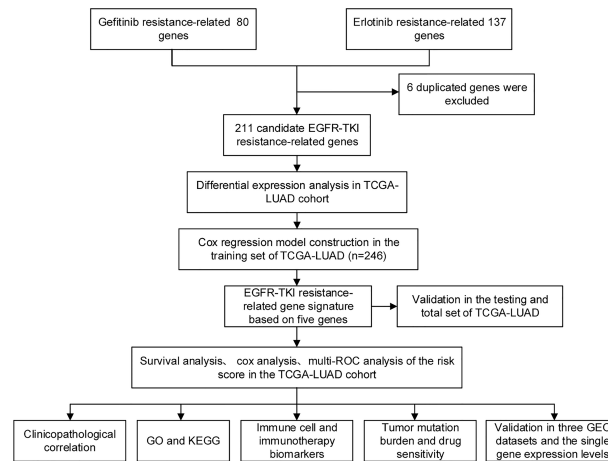 Gefitinib resistance-related 80
genes
Erlotinib resistance-related 137
genes
6 duplicated genes were
excluded
211 candidate EGFR-TKI
resistance-related genes
Differential expression analysis in TCGA-
LUAD cohort
Cox regression model construction in the
training set of TCGA-LUAD (n=246)
EGFR-TKI resistance-
related gene signature
based on five genes
Validation in the testing and
total set of TCGA-LUAD
Survival analysis、 cox analysis、multi-ROC analysis of the risk
score in the TCGA-LUAD cohort
Clinicopathological
correlation
GO and KEGG
Immune cell and
immunotherapy
biomarkers
Tumor mutation
burden and drug
sensitivity
Validation in three GEO
datasets and the single
gene expression levels